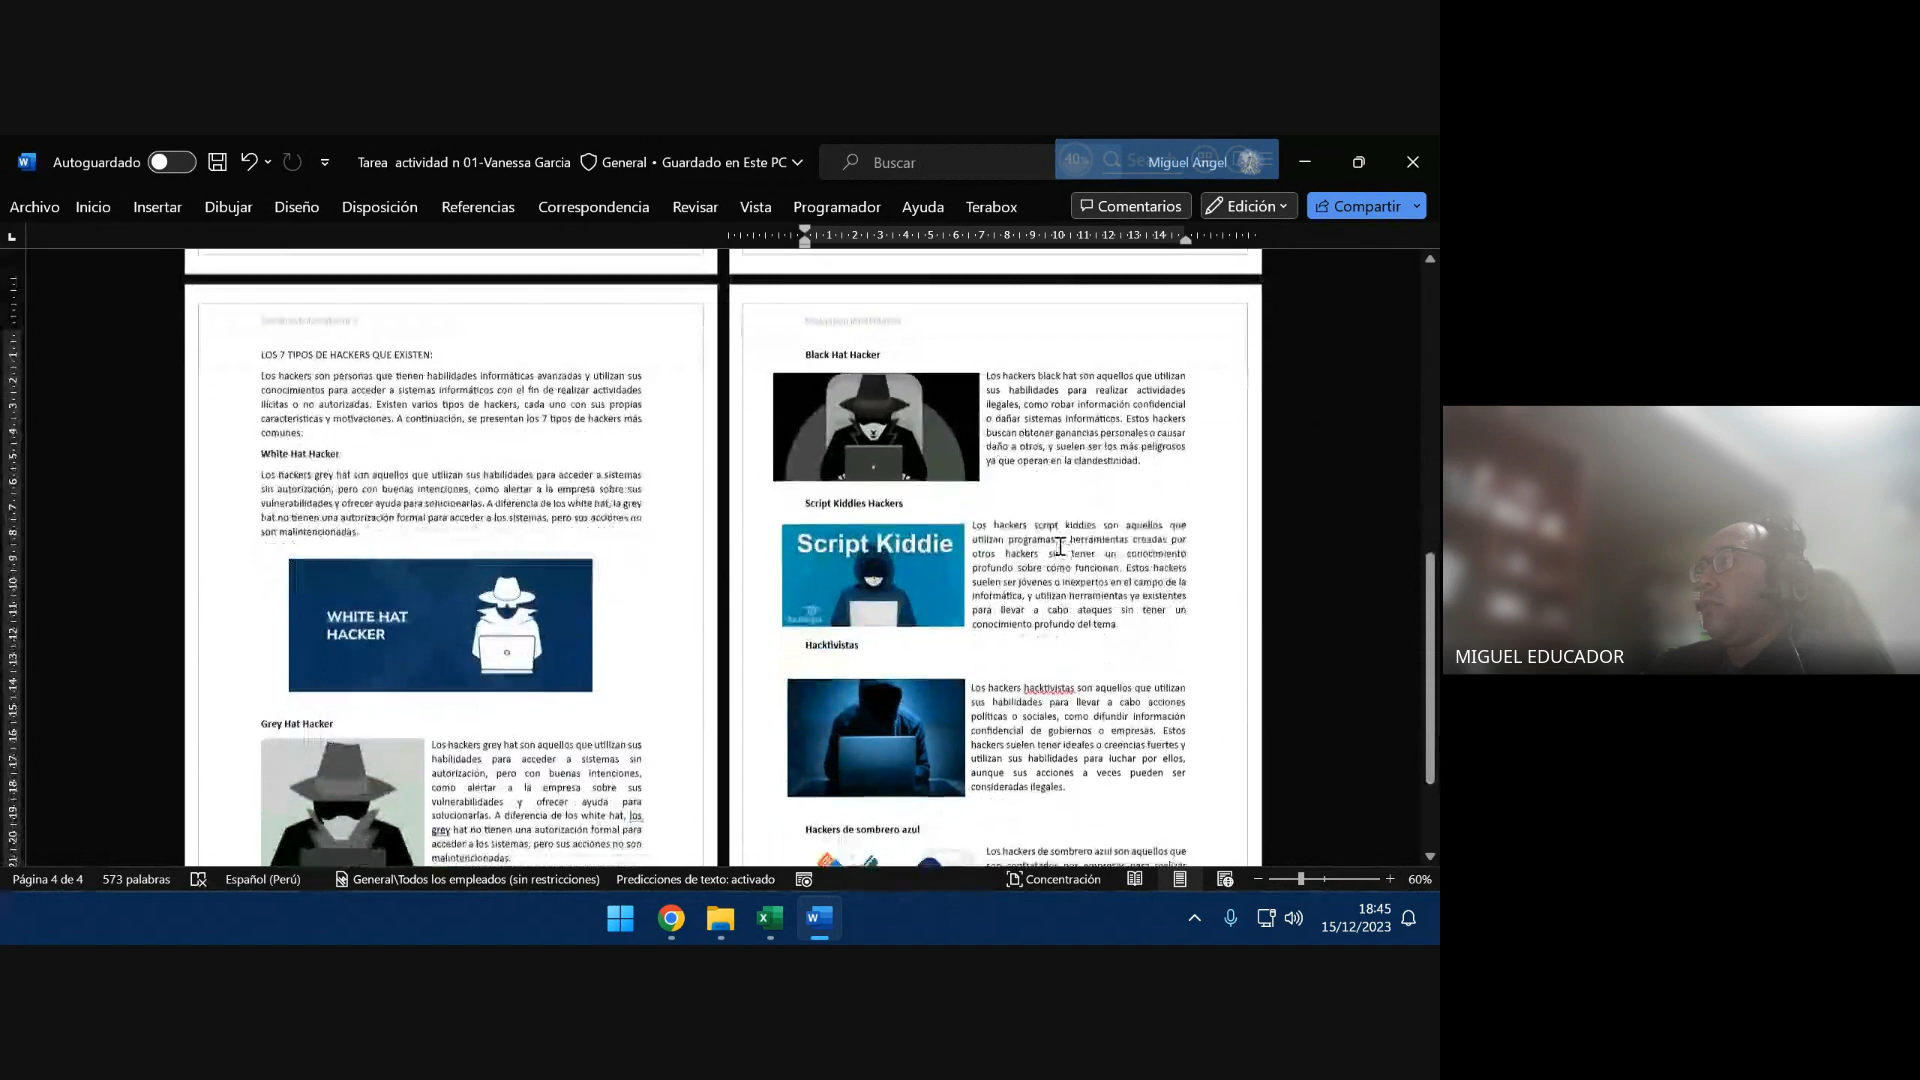 Autoguardado
Tarea actividad n 01-Vanessa Garcia
General • Guardado en Este PC
Buscar
40%
Miguel Angel
Archivo
Inicio
Insertar
Dibujar
Diseño
Disposición
Referencias
Correspondencia
Revisar
Vista
Programador
Ayuda
Terabox
Comentarios
Edición
Compartir
LOS 7 TIPOS DE HACKERS QUE EXISTEN:
Los hackers son personas que tienen habilidades informáticas avanzadas y utilizan sus
conocimientos para acceder a sistemas informáticos con el fin de realizar actividades
ilícitas o no autorizadas. Existen varios tipos de hackers, cada uno con sus propias
características y motivaciones. A continuación, se presentan los 7 tipos de hackers más
comunes:
White Hat Hacker
Los hackers grey hat son aquellos que utilizan sus habilidades para acceder a sistemas
sin autorización, pero con buenas intenciones, como alertar a la empresa sobre sus
vulnerabilidades y ofrecer ayuda para solucionarlas. A diferencia de los white hat, la grey
hat no tienen una autorización formal para acceder a los sistemas, pero sus acciones no
son malintencionadas.
WHITE HAT
HACKER
Grey Hat Hacker
Los hackers grey hat son aquellos que utilizan sus
habilidades para acceder a sistemas sin
autorización, pero con buenas intenciones,
como alertar a la empresa sobre sus
vulnerabilidades y ofrecer ayuda para
solucionarlas. A diferencia de los white hat, los
grey hat no tienen una autorización formal para
acceder a los sistemas, pero sus acciones no son
malintencionadas.
Black Hat Hacker
Los hackers black hat son aquellos que utilizan
sus habilidades para realizar actividades
ilegales, como robar información confidencial
o dañar sistemas informáticos. Estos hackers
buscan obtener ganancias personales o causar
daño a otros, y suelen ser los más peligrosos
ya que operan en la clandestinidad.
Script Kiddies Hackers
Script Kiddie
Los hackers script kiddies son aquellos que
utilizan programas herramientas creadas por
otros hackers sin tener un conocimiento
profundo sobre cómo funcionan. Estos hackers
suelen ser jóvenes o inexpertos en el campo de la
informática, y utilizan herramientas ya existentes
para llevar a cabo ataques sin tener un
conocimiento profundo del tema.
Hacktivistas
Los hackers hacktivistas son aquellos que utilizan
sus habilidades para llevar a cabo acciones
políticas o sociales, como difundir información
confidencial de gobiernos o empresas. Estos
hackers suelen tener ideales o creencias fuertes y
utilizan sus habilidades para luchar por ellos,
aunque sus acciones a veces pueden ser
consideradas ilegales.
Hackers de sombrero azul
Los hackers de sombrero azul son aquellos que
MIGUEL EDUCADOR
Página 4 de 4
573 palabras
Español (Perú)
General\Todos los empleados (sin restricciones)
Predicciones de texto: activado
Concentración
60%
18:45
15/12/2023